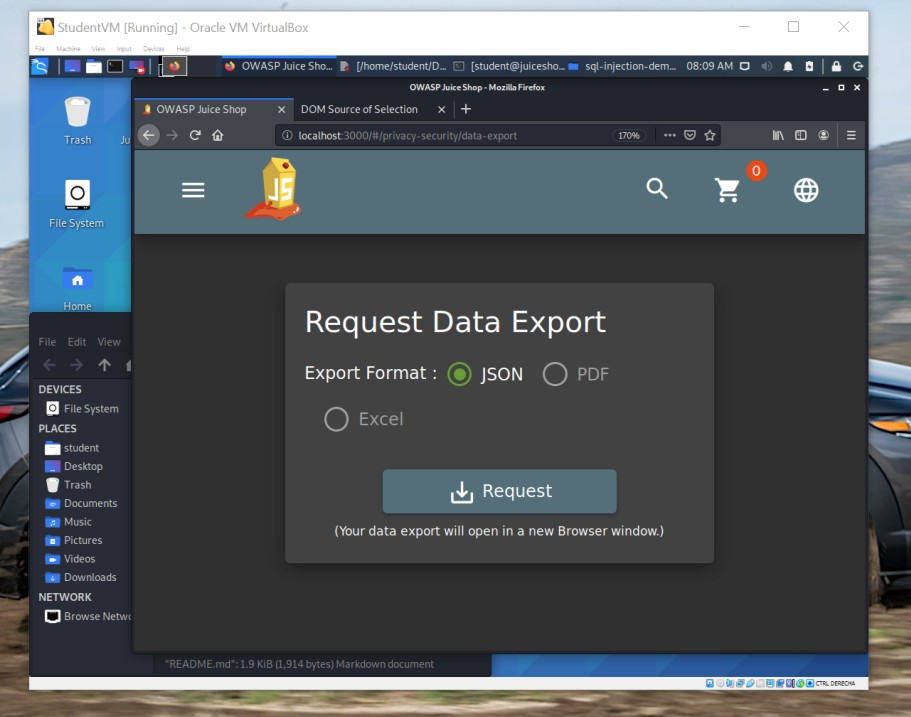 StudentVM [Running] - Oracle VM VirtualBox
File Machine View Input Devices Help
OWASP Juice Sho... [/home/student/D... [student@juicesho... sql-injection-dem... 08:09 AM
OWASP Juice Shop - Mozilla Firefox
OWASP Juice Shop × DOM Source of Selection × +
localhost:3000/#/privacy-security/data-export 170%
JS
0
Trash
Ju
File System
Home
Request Data Export
Export Format : JSON PDF
Excel
Request
(Your data export will open in a new Browser window.)
File Edit View
DEVICES
File System
PLACES
student
Desktop
Trash
Documents
Music
Pictures
Videos
Downloads
NETWORK
Browse Netwo
"README.md": 1.9 KiB (1,914 bytes) Markdown document
CTRL DERECHA